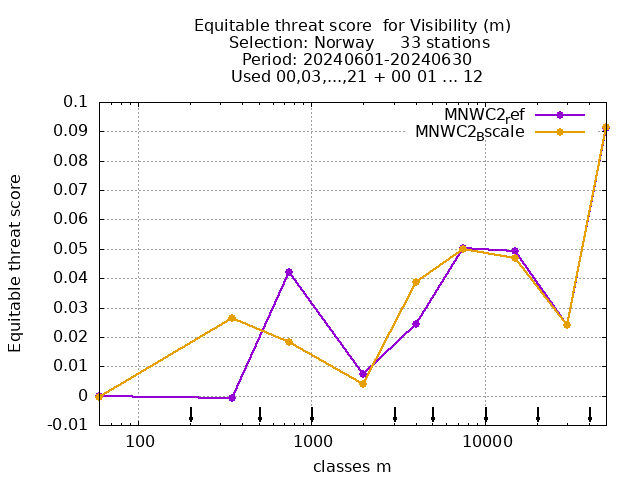 Equitable threat score  for Visibility (m)
Selection: Norway     33 stations
Period: 20240601-20240630
Used 00,03,...,21 + 00 01 ... 12
MNWC2ref
MNWC2Bscale
0.1
0.09
0.08
0.07
0.06
0.05
0.04
0.03
0.02
0.01
0
-0.01
Equitable threat score
100
1000
10000
classes m